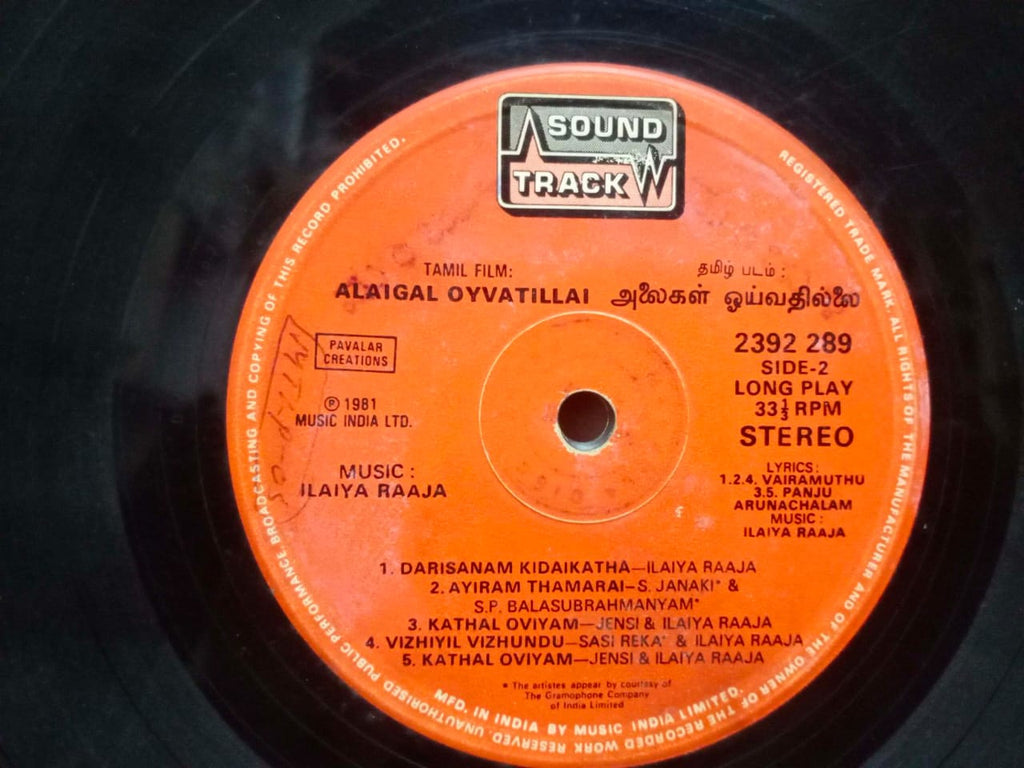 SOUND
TRACK
TAMIL FILM:
ALAIGAL OYVATILLAI
தமிழ் படம் :
அலைகள் ஓய்வதில்லை
PAVALAR
CREATIONS
℗ 1981
MUSIC INDIA LTD.
MUSIC :
ILAIYA RAAJA
2392 289
SIDE-2
LONG PLAY
33⅓ RPM
STEREO
LYRICS :
1.2.4. VAIRAMUTHU
3.5. PANJU
ARUNACHALAM
MUSIC :
ILAIYA RAAJA
1. DARISANAM KIDAIKATHA—ILAIYA RAAJA
2. AYIRAM THAMARAI—S. JANAKI* &
S.P. BALASUBRAHMANYAM*
3. KATHAL OVIYAM—JENSI & ILAIYA RAAJA
4. VIZHIYIL VIZHUNDU—SASI REKA* & ILAIYA RAAJA
5. KATHAL OVIYAM—JENSI & ILAIYA RAAJA
* The artistes appear by courtesy of
The Gramophone Company
of India Limited
MFD. IN INDIA BY MUSIC INDIA LIMITED.
REGISTERED TRADE MARK. ALL RIGHTS OF THE MANUFACTURER AND OF THE OWNER OF THE RECORDED WORK RESERVED. UNAUTHORISED PUBLIC PERFORMANCE BROADCASTING AND COPYING OF THIS RECORD PROHIBITED.